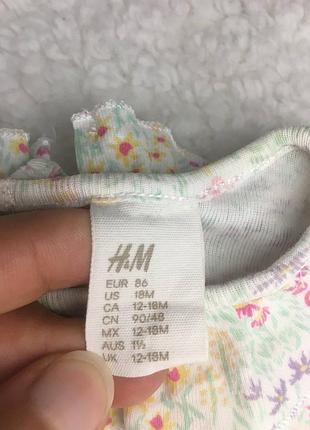 H&M
EUR 86
US 18M
CA 12-18M
CN 90/48
MX 12-18M
AUS 1½
UK 12-18M